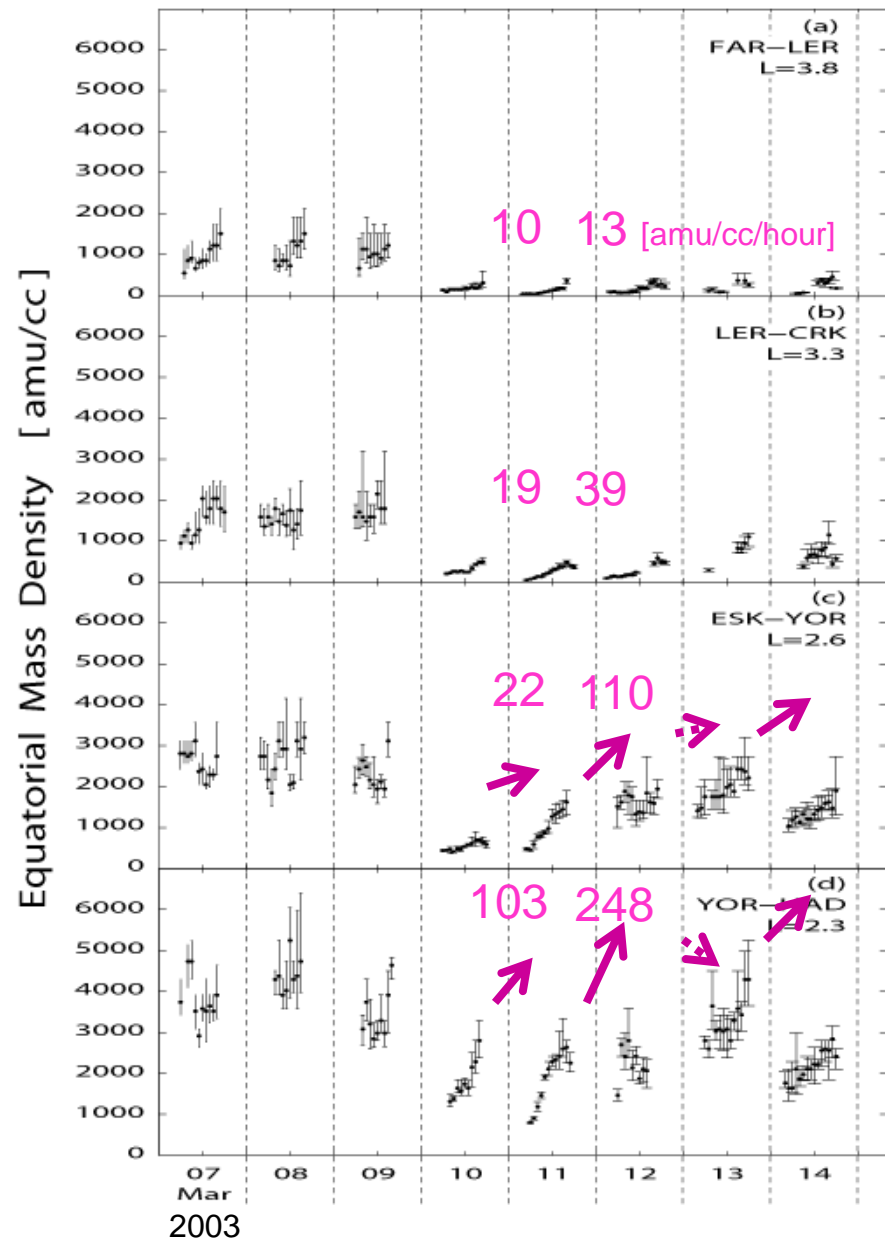 Equatorial Mass Density [amu/cc]
(a)
FAR−LER
L=3.8
6000
5000
4000
3000
2000
1000
0
10 13 [amu/cc/hour]
(b)
LER−CRK
L=3.3
6000
5000
4000
3000
2000
1000
0
19 39
(c)
ESK−YOR
L=2.6
6000
5000
4000
3000
2000
1000
0
22 110
(d)
L=2.3
6000
5000
4000
3000
2000
1000
0
103 248
07 08 09 10 11 12 13 14
Mar
2003